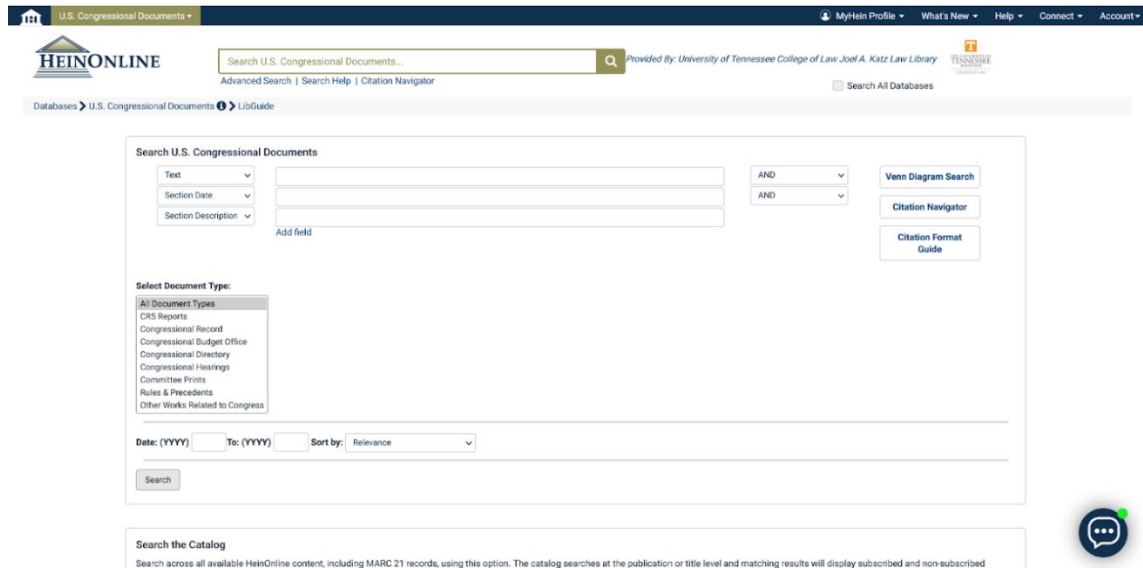 U.S. Congressional Documents
MyHein Profile
What's New
Help
Connect
Account
HEINONLINE
Search U.S. Congressional Documents...
Provided By: University of Tennessee College of Law Joel A. Katz Law Library
T
TENNESSEE
Advanced Search | Search Help | Citation Navigator
Search All Databases
Databases U.S. Congressional Documents LibGuide
Search U.S. Congressional Documents
Text AND Venn Diagram Search
Section Date AND
Citation Navigator
Section Description
Add field
Citation Format
Guide
Select Document Type:
All Document Types
CRS Reports
Congressional Record
Congressional Budget Office
Congressional Directory
Congressional Hearings
Committee Prints
Rules & Precedents
Other Works Related to Congress
Date: (YYYY) To: (YYYY) Sort by: Relevance
Search
Search the Catalog
Search across all available HeinOnline content, including MARC 21 records, using this option. The catalog searches at the publication or title level and matching results will display subscribed and non-subscribed